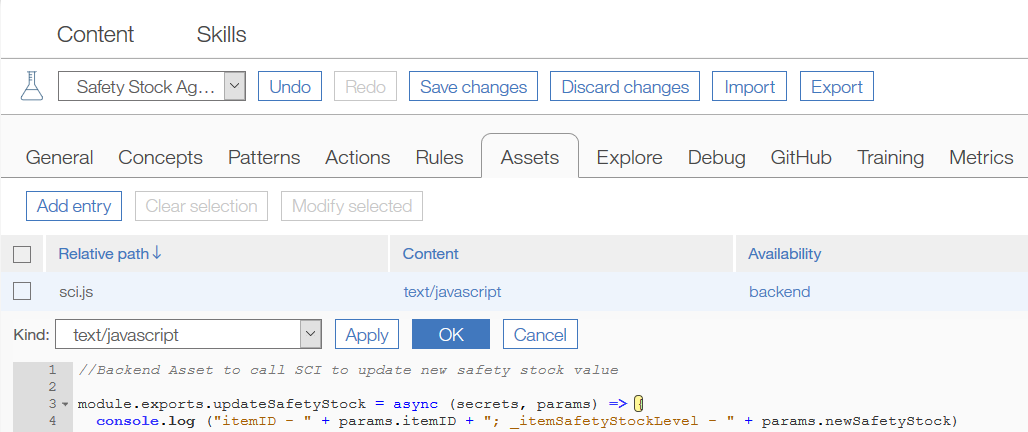 Content Skills
Safety Stock Ag... Undo Redo Save changes Discard changes Import Export
General Concepts Patterns Actions Rules Assets Explore Debug GitHub Training Metrics
Add entry Clear selection Modify selected
Relative path↓ Content Availability
sci.js text/javascript backend
Kind: text/javascript Apply OK Cancel
1 //Backend Asset to call SCI to update new safety stock value
2
3 module.exports.updateSafetyStock = async (secrets, params) => {
4 console.log ("itemID - " + params.itemID + "; _itemSafetyStockLevel - " + params.newSafetyStock)